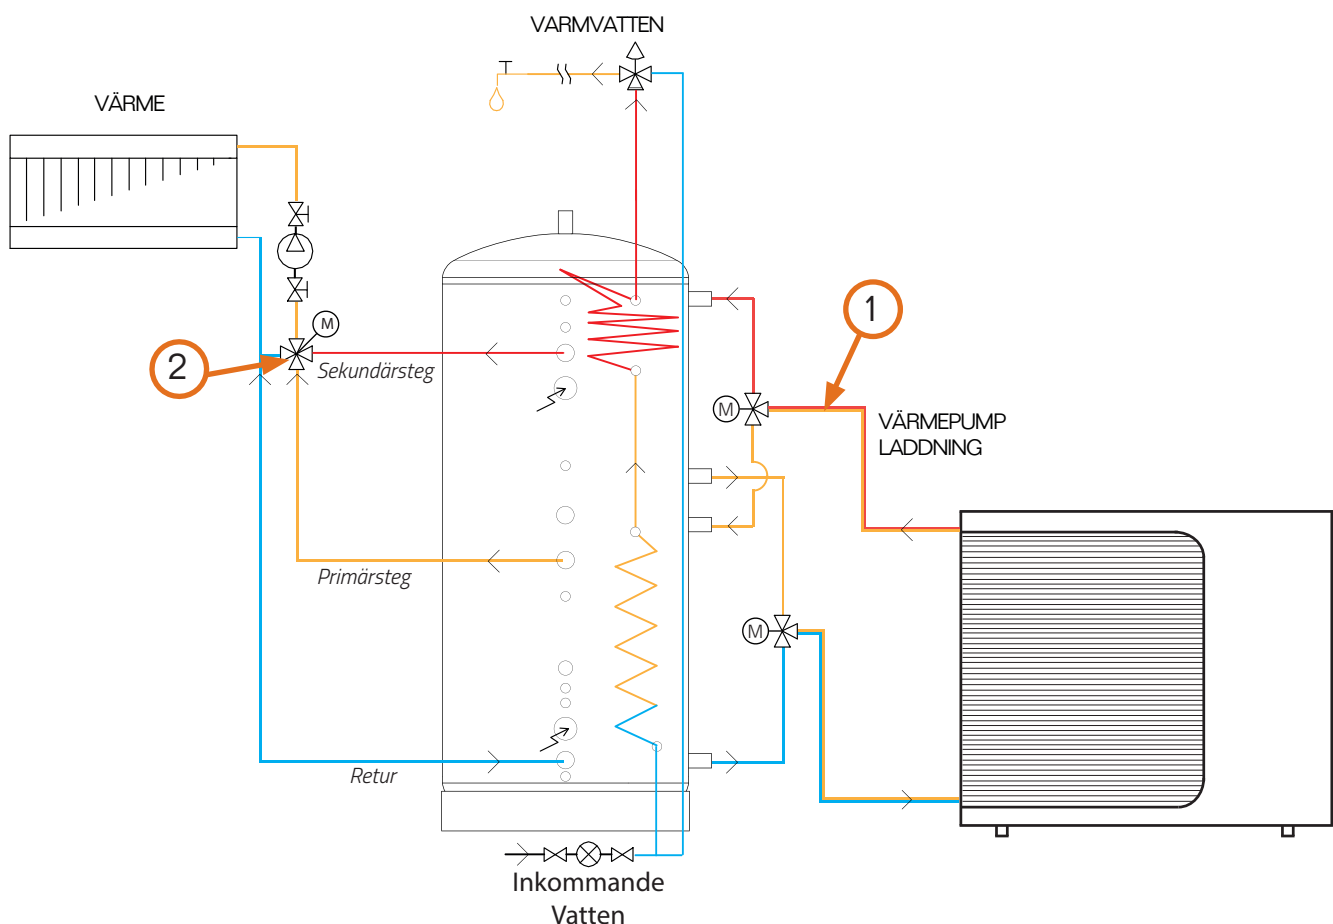 VARMVATTEN
VÄRME
1
M
2
Sekundärsteg
M
VÄRMEPUMP
LADDNING
Primärsteg
M
Retur
Inkommande
Vatten